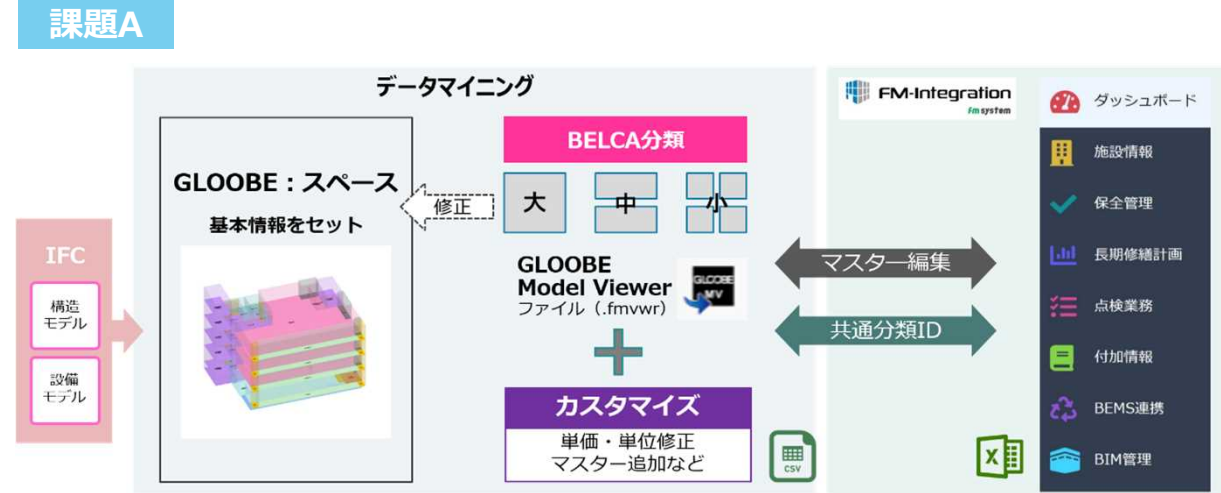 課題A
データマイニング
GLOOBE：スペース
基本情報をセット
IFC
構造
モデル
設備
モデル
BELCA分類
修正
大
中
小
GLOOBE
Model Viewer
ファイル（.fmvwr）
GLOOBE
MV
カスタマイズ
単価・単位修正
マスター追加など
CSV
マスター編集
共通分類ID
FM-Integration
Fm system
X
ダッシュボード
施設情報
保全管理
長期修繕計画
点検業務
付加情報
BEMS連携
BIM管理